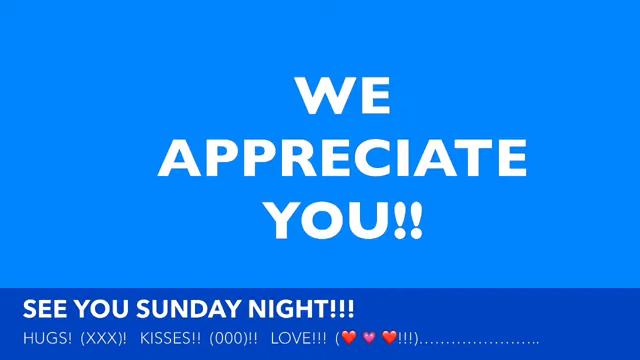 WE
APPRECIATE
YOU!!
SEE YOU SUNDAY NIGHT!!!
HUGS! (XXX)! KISSES!! (000)!! LOVE!!! (❤️ 💗 ❤️!!!)…………………..